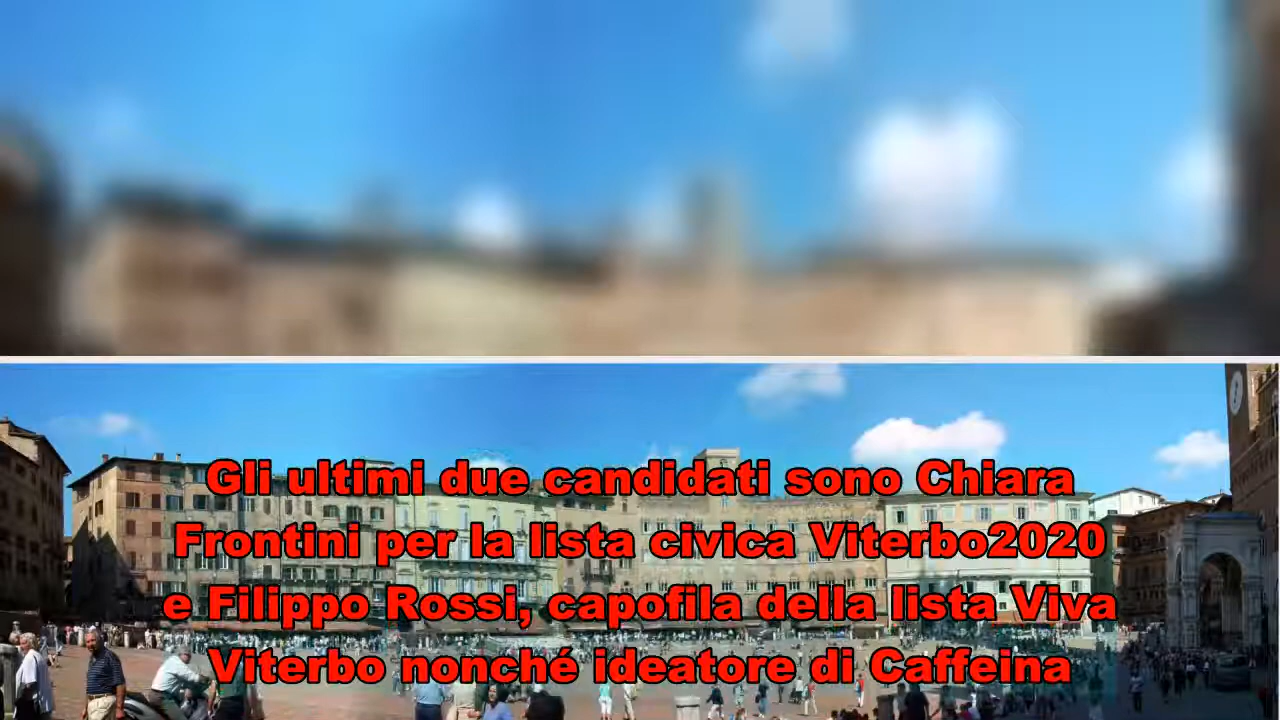 Gli ultimi due candidati sono Chiara
Frontini per la lista civica Viterbo2020
e Filippo Rossi, capofila della lista Viva
Viterbo nonché ideatore di Caffeina